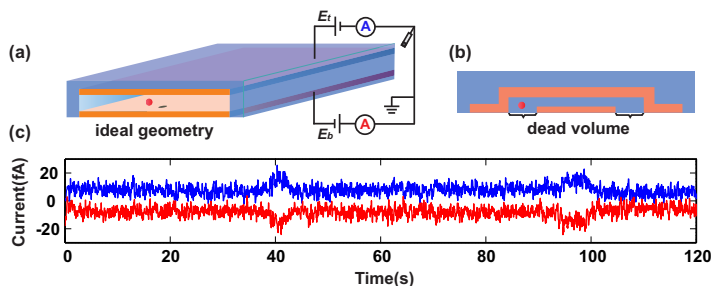 (a)
E_t
A
(b)
ideal geometry
E_b
A
dead volume
(c)
Current(fA)
20
0
-20
0 20 40 60 80 100 120
Time(s)